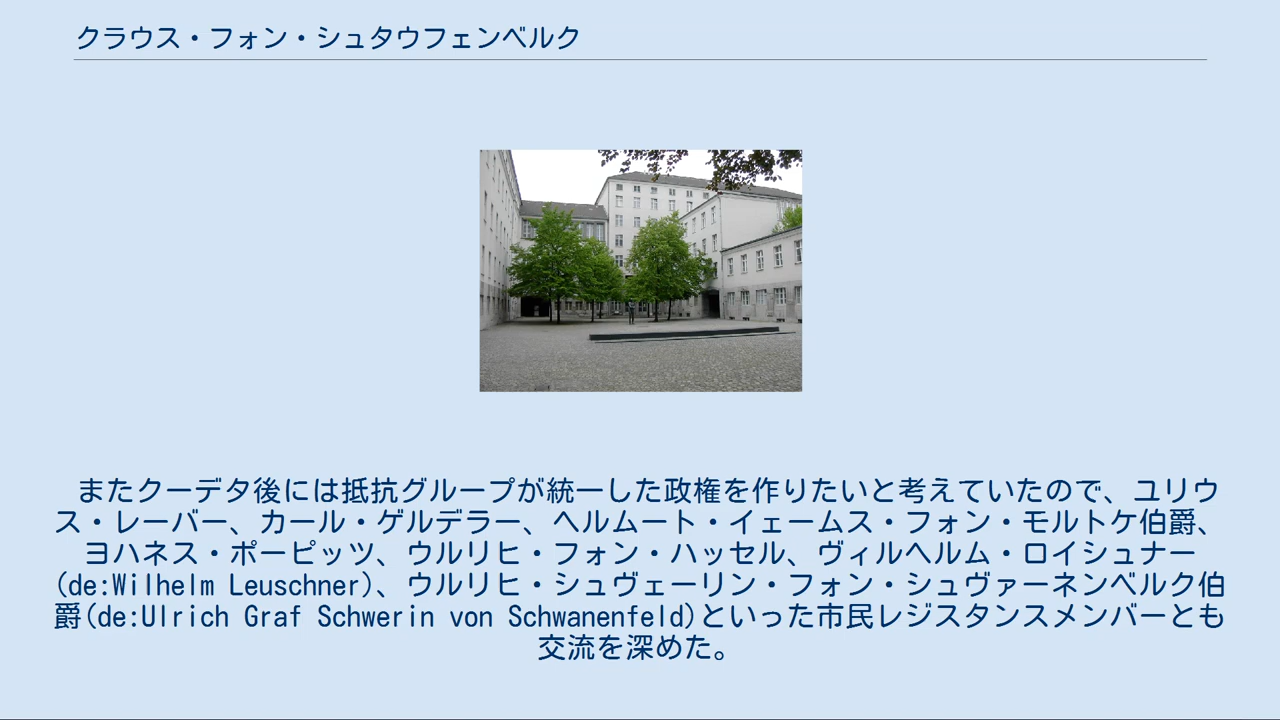 クラウス・フォン・シュタウフェンベルク
またクーデタ後には抵抗グループが統一した政権を作りたいと考えていたので、ユリウ
ス・レーバー、カール・ゲルデラー、ヘルムート・イェームス・フォン・モルトケ伯爵、
ヨハネス・ポーピッツ、ウルリヒ・フォン・ハッセル、ヴィルヘルム・ロイシュナー
(de:Wilhelm Leuschner)、ウルリヒ・シュヴェーリン・フォン・シュヴァーネンベルク伯
爵(de:Ulrich Graf Schwerin von Schwanenfeld)といった市民レジスタンスメンバーとも
交流を深めた。